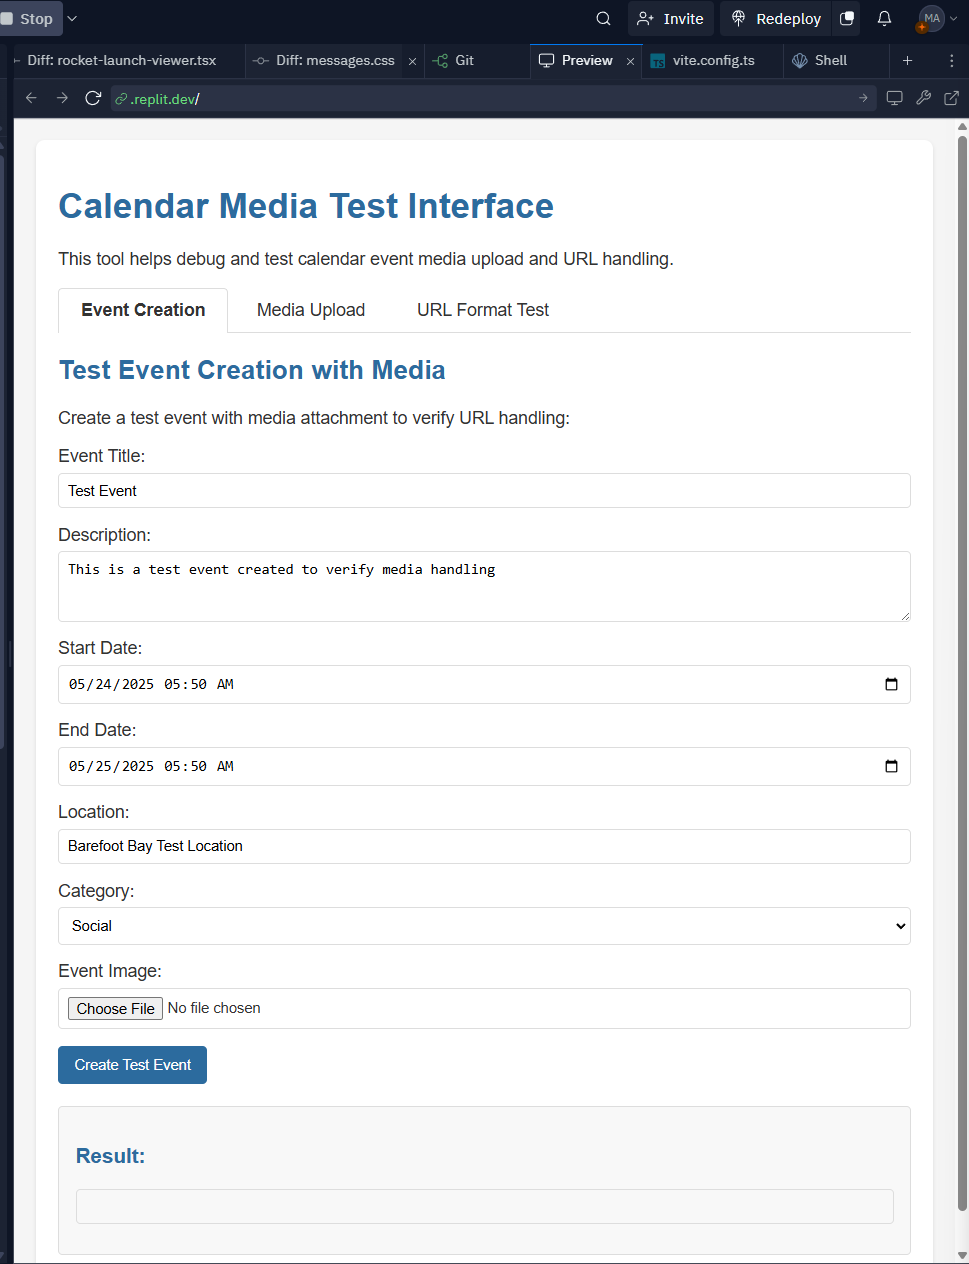 Stop
Invite
Redeploy
MA
Diff: rocket-launch-viewer.tsx
Diff: messages.css
Git
Preview
TS
vite.config.ts
Shell
.replit.dev/
Calendar Media Test Interface
This tool helps debug and test calendar event media upload and URL handling.
Event Creation
Media Upload
URL Format Test
Test Event Creation with Media
Create a test event with media attachment to verify URL handling:
Event Title:
Test Event
Description:
This is a test event created to verify media handling
Start Date:
05/24/2025 05:50 AM
End Date:
05/25/2025 05:50 AM
Location:
Barefoot Bay Test Location
Category:
Social
Event Image:
Choose File No file chosen
Create Test Event
Result: